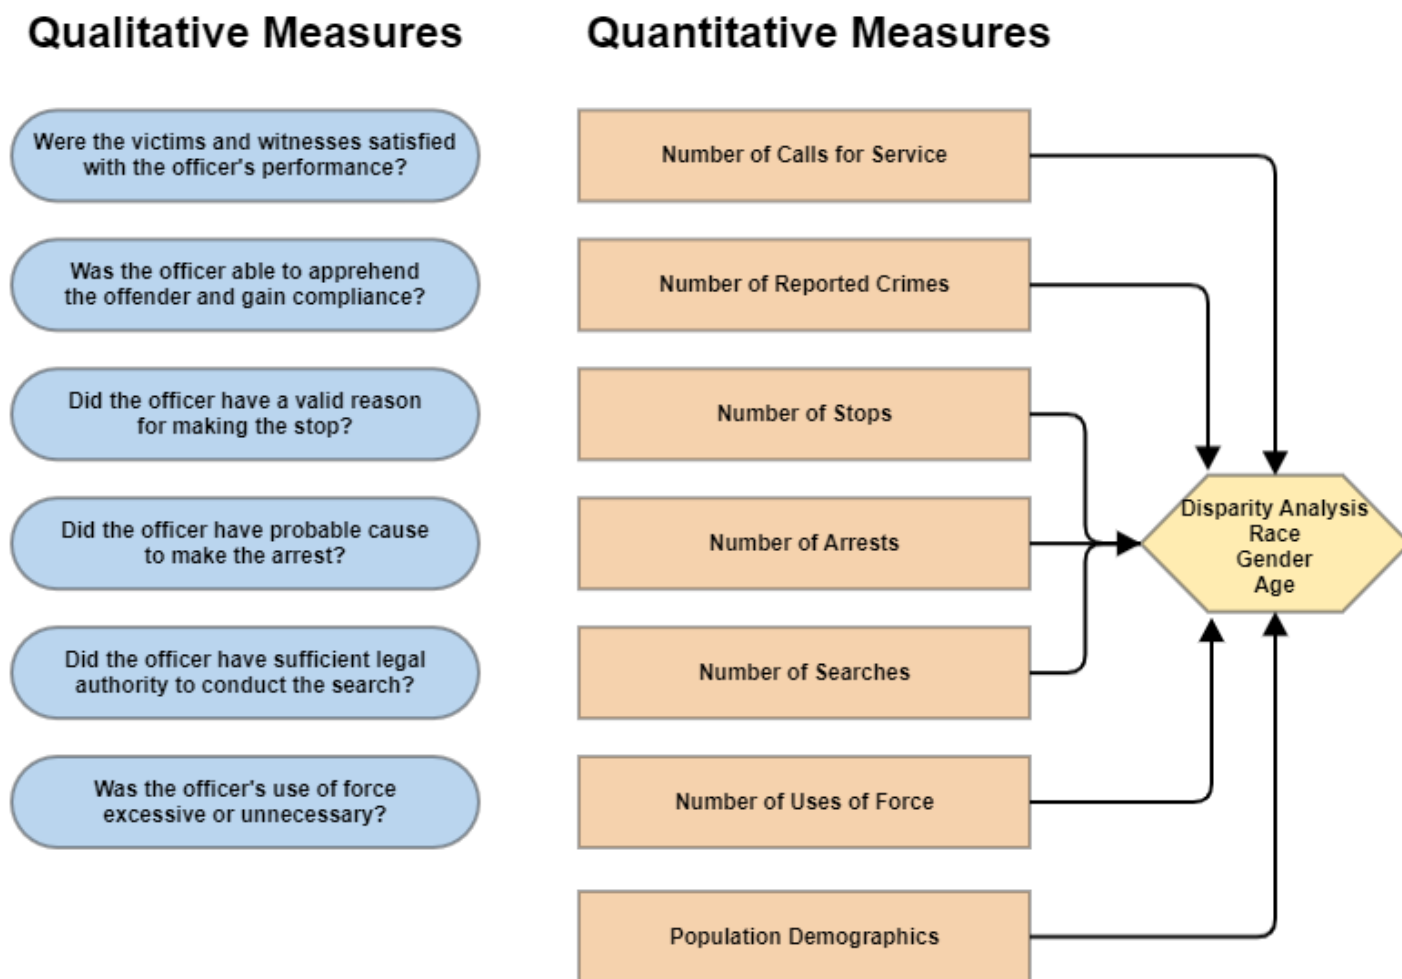 Qualitative Measures
Quantitative Measures
Were the victims and witnesses satisfied
with the officer's performance?
Number of Calls for Service
Was the officer able to apprehend
the offender and gain compliance?
Number of Reported Crimes
Did the officer have a valid reason
for making the stop?
Number of Stops
Did the officer have probable cause
to make the arrest?
Number of Arrests
Disparity Analysis
Race
Gender
Age
Did the officer have sufficient legal
authority to conduct the search?
Number of Searches
Was the officer's use of force
excessive or unnecessary?
Number of Uses of Force
Population Demographics